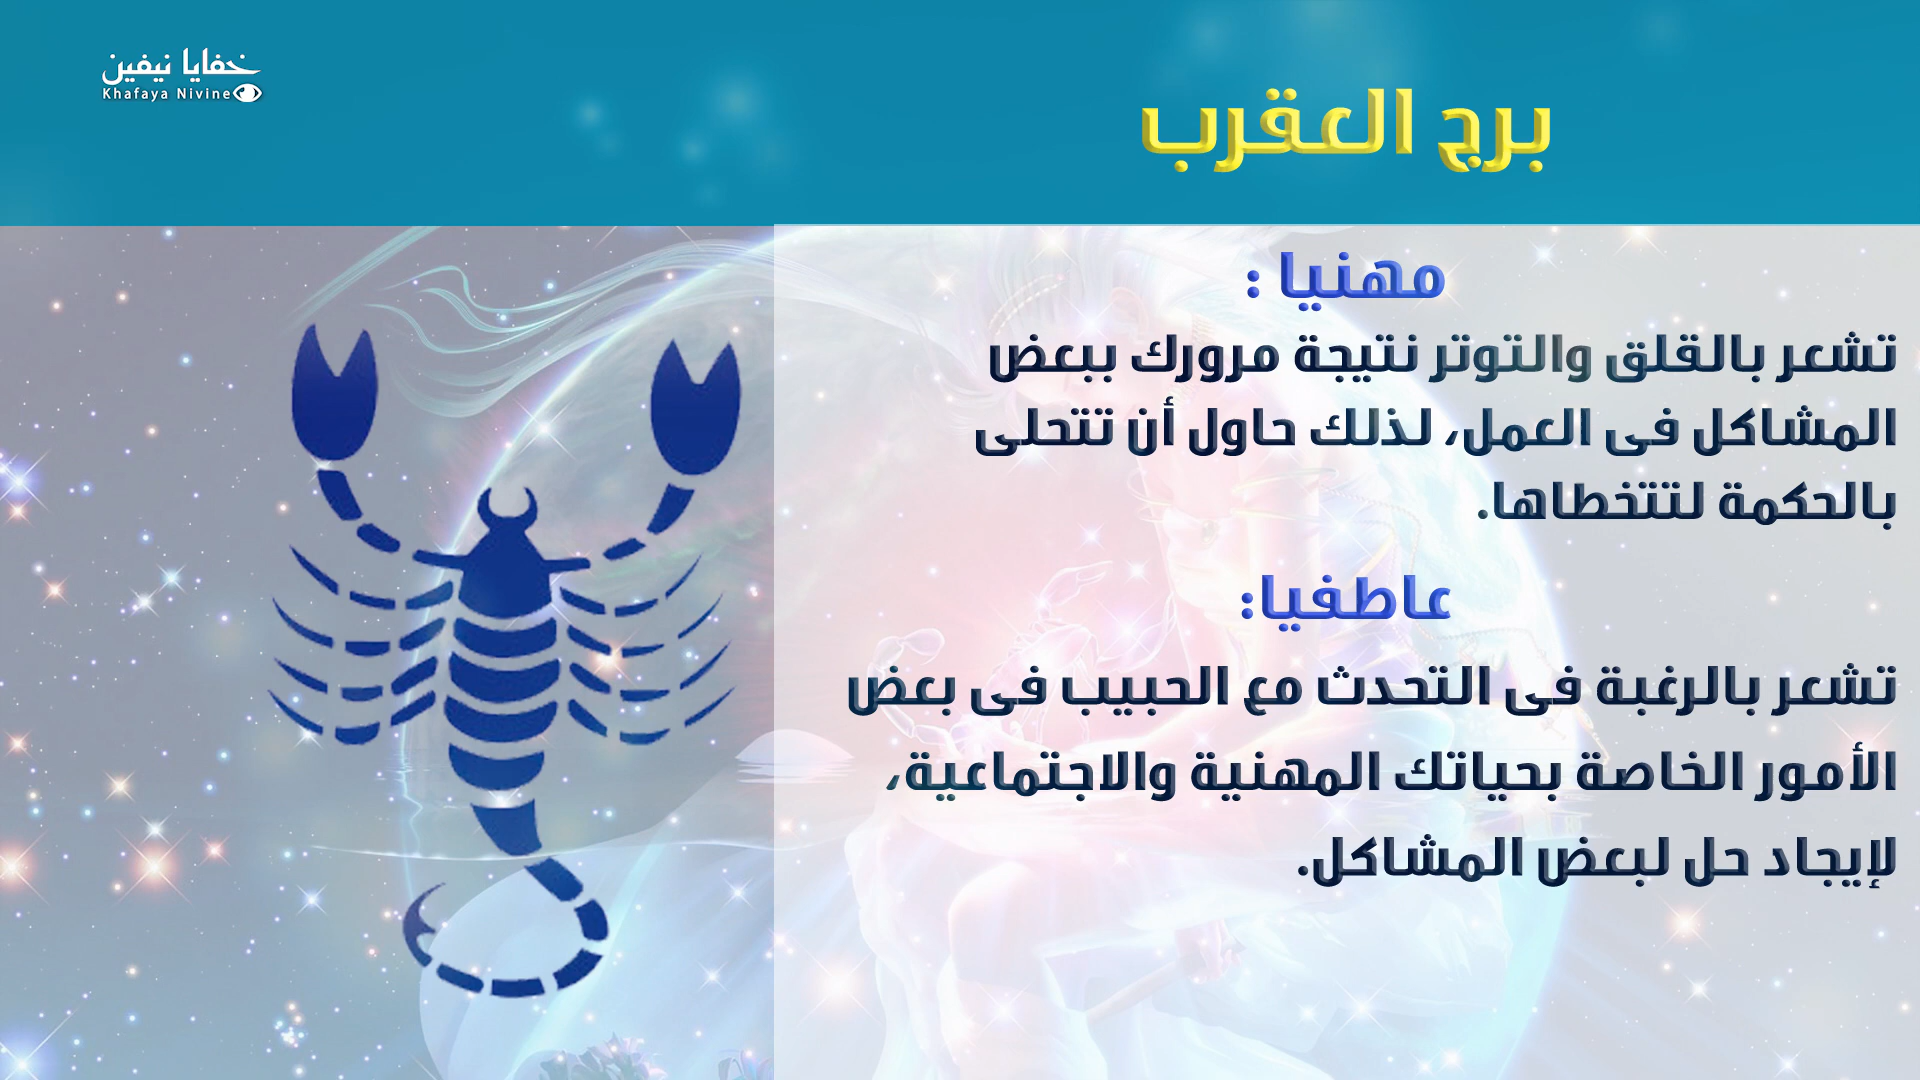 خفايا نيفين
Khafaya Nivine
برج العقرب
مهنيا :
تشعر بالقلق والتوتر نتيجة مرورك ببعض
المشاكل فى العمل، لذلك حاول أن تتحلى
بالحكمة لتتخطاها.
عاطفيا:
تشعر بالرغبة فى التحدث مع الحبيب فى بعض
الأمور الخاصة بحياتك المهنية والاجتماعية،
لإيجاد حل لبعض المشاكل.